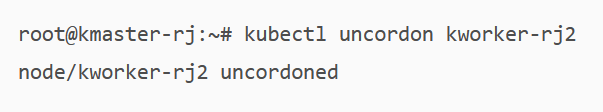 root@kmaster-rj:~# kubectl uncordon kworker-rj2
node/kworker-rj2 uncordoned